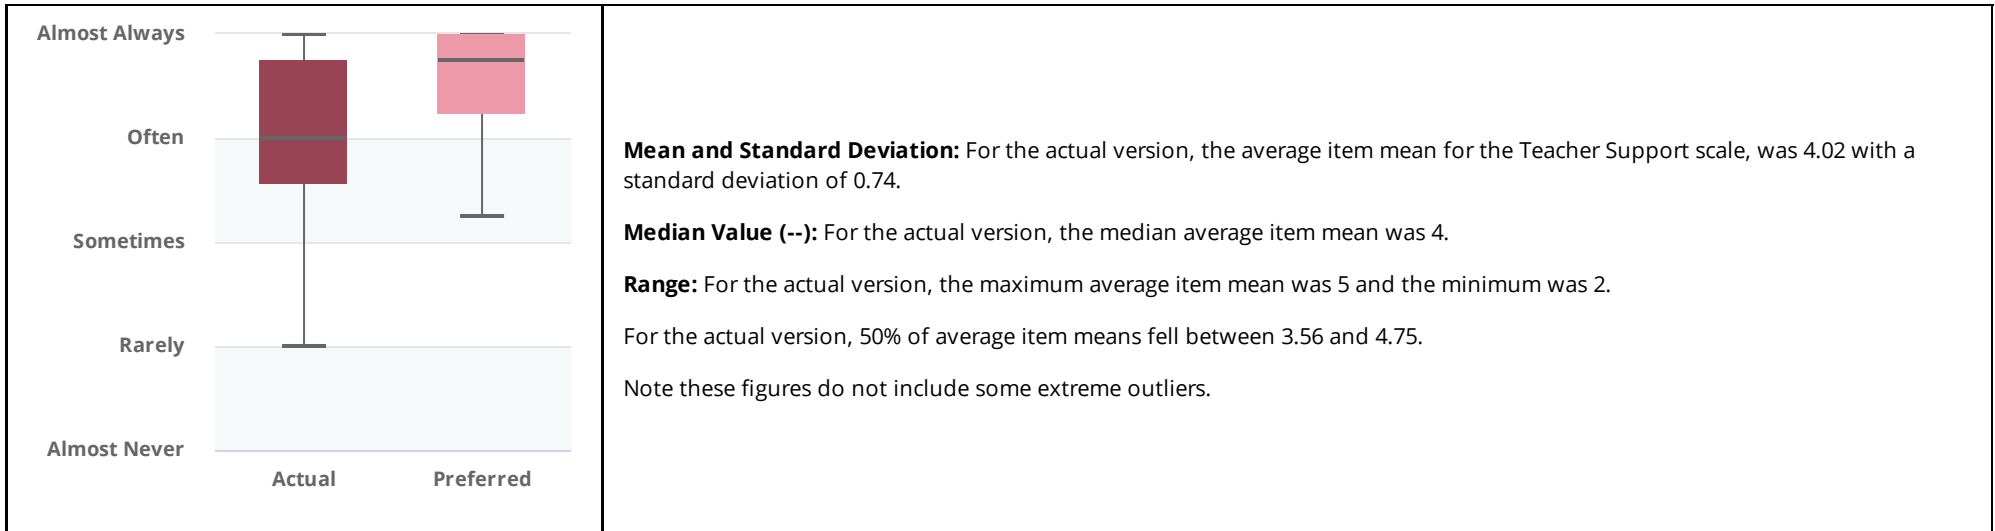 Almost Always
Often
Sometimes
Rarely
Almost Never
Actual
Preferred
Mean and Standard Deviation: For the actual version, the average item mean for the Teacher Support scale, was 4.02 with a
standard deviation of 0.74.
Median Value (--): For the actual version, the median average item mean was 4.
Range: For the actual version, the maximum average item mean was 5 and the minimum was 2.
For the actual version, 50% of average item means fell between 3.56 and 4.75.
Note these figures do not include some extreme outliers.